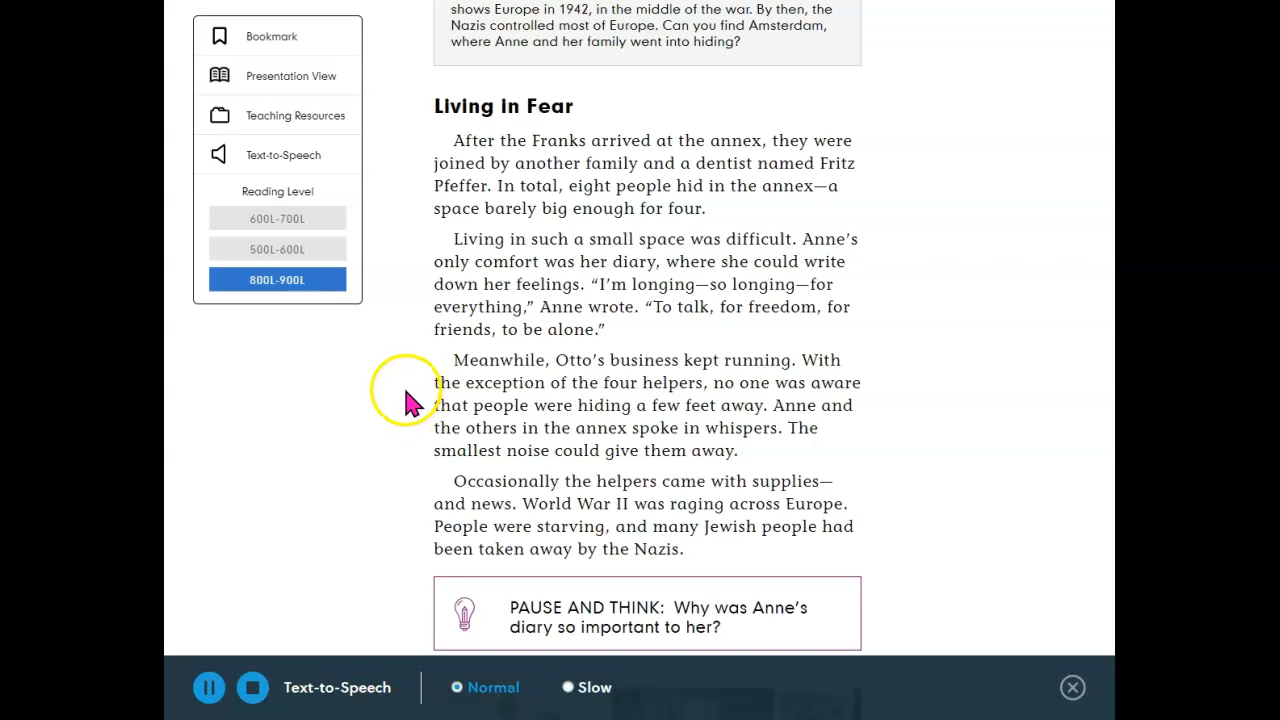 shows Europe in 1942, in the middle of the war. By then, the
Nazis controlled most of Europe. Can you find Amsterdam,
where Anne and her family went into hiding?
Bookmark
Presentation View
Teaching Resources
Text-to-Speech
Reading Level
600L-700L
500L-600L
800L-900L
Living in Fear
After the Franks arrived at the annex, they were
joined by another family and a dentist named Fritz
Pfeffer. In total, eight people hid in the annex—a
space barely big enough for four.
Living in such a small space was difficult. Anne’s
only comfort was her diary, where she could write
down her feelings. “I’m longing—so longing—for
everything,” Anne wrote. “To talk, for freedom, for
friends, to be alone.”
Meanwhile, Otto’s business kept running. With
the exception of the four helpers, no one was aware
that people were hiding a few feet away. Anne and
the others in the annex spoke in whispers. The
smallest noise could give them away.
Occasionally the helpers came with supplies—
and news. World War II was raging across Europe.
People were starving, and many Jewish people had
been taken away by the Nazis.
PAUSE AND THINK: Why was Anne’s
diary so important to her?
Text-to-Speech
Normal
Slow